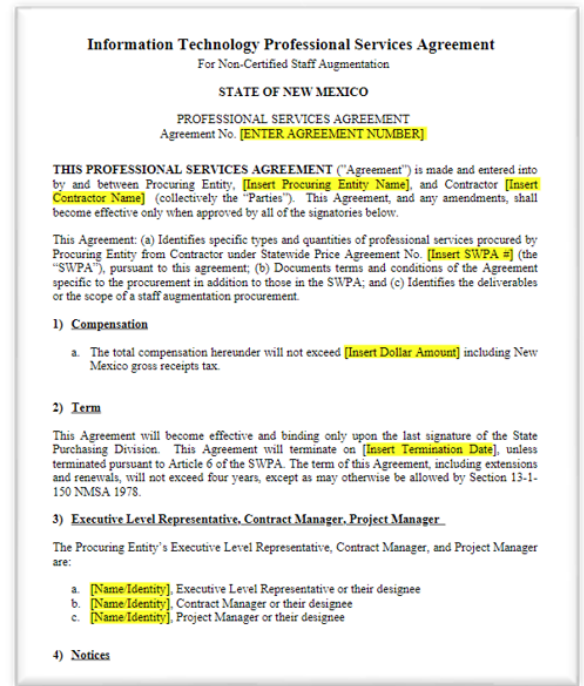 Information Technology Professional Services Agreement
For Non-Certified Staff Augmentation
STATE OF NEW MEXICO
PROFESSIONAL SERVICES AGREEMENT
Agreement No. [ENTER AGREEMENT NUMBER]
THIS PROFESSIONAL SERVICES AGREEMENT ("Agreement") is made and entered into
by and between Procuring Entity, [Insert Procuring Entity Name], and Contractor [Insert
Contractor Name] (collectively the "Parties"). This Agreement, and any amendments, shall
become effective only when approved by all of the signatories below.
This Agreement: (a) Identifies specific types and quantities of professional services procured by
Procuring Entity from Contractor under Statewide Price Agreement No. [Insert SWPA #] (the
"SWPA"), pursuant to this agreement; (b) Documents terms and conditions of the Agreement
specific to the procurement in addition to those in the SWPA; and (c) Identifies the deliverables
or the scope of a staff augmentation procurement.
1) Compensation
a. The total compensation hereunder will not exceed [Insert Dollar Amount] including New
Mexico gross receipts tax.
2) Term
This Agreement will become effective and binding only upon the last signature of the State
Purchasing Division. This Agreement will terminate on [Insert Termination Date], unless
terminated pursuant to Article 6 of the SWPA. The term of this Agreement, including extensions
and renewals, will not exceed four years, except as may otherwise be allowed by Section 13-1-
150 NMSA 1978.
3) Executive Level Representative, Contract Manager, Project Manager
The Procuring Entity's Executive Level Representative, Contract Manager, and Project Manager
are:
a. [Name/Identity], Executive Level Representative or their designee
b. [Name/Identity], Contract Manager or their designee
c. [Name/Identity], Project Manager or their designee
4) Notices